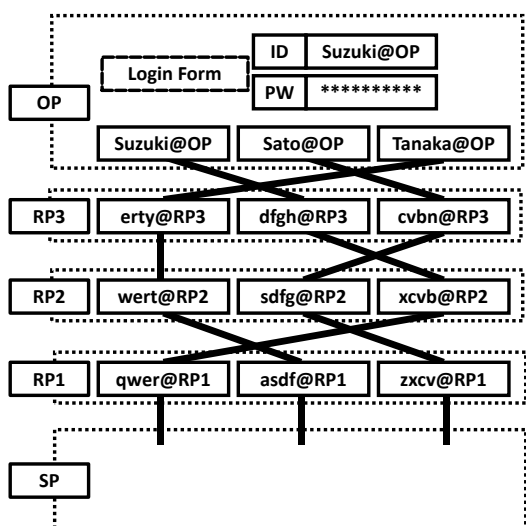 ID Suzuki@OP
Login Form
PW **********
OP
Suzuki@OP Sato@OP Tanaka@OP
RP3 erty@RP3 dfgh@RP3 cvbn@RP3
RP2 wert@RP2 sdfg@RP2 xcvb@RP2
RP1 qwer@RP1 asdf@RP1 zxcv@RP1
SP